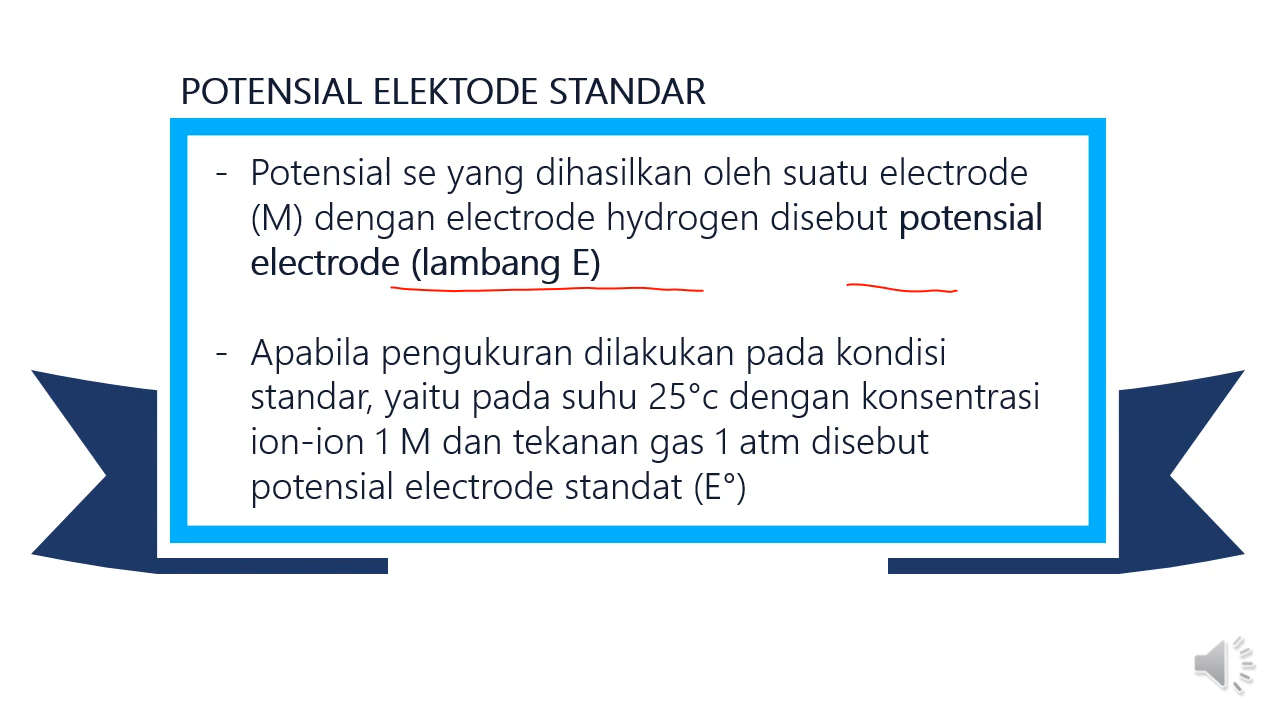 POTENSIAL ELEKTODE STANDAR
- Potensial se yang dihasilkan oleh suatu electrode
(M) dengan electrode hydrogen disebut potensial
electrode (lambang E)
- Apabila pengukuran dilakukan pada kondisi
standar, yaitu pada suhu 25°c dengan konsentrasi
ion-ion 1 M dan tekanan gas 1 atm disebut
potensial electrode standat (E°)